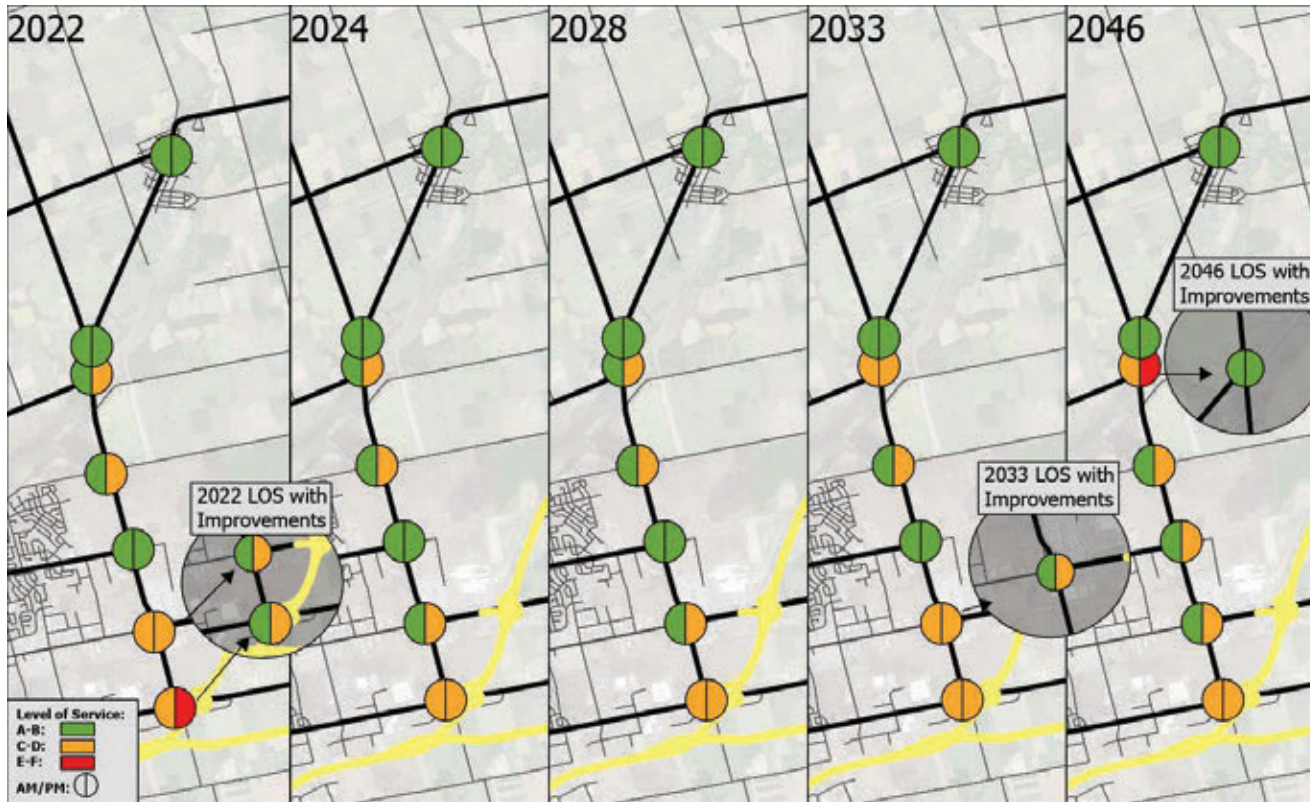 2022
2024
2028
2033
2046
2046 LOS with
Improvements
2033 LOS with
Improvements
2022 LOS with
Improvements
Level of Service:
A-B:
C-D:
E-F:
AM/PM: